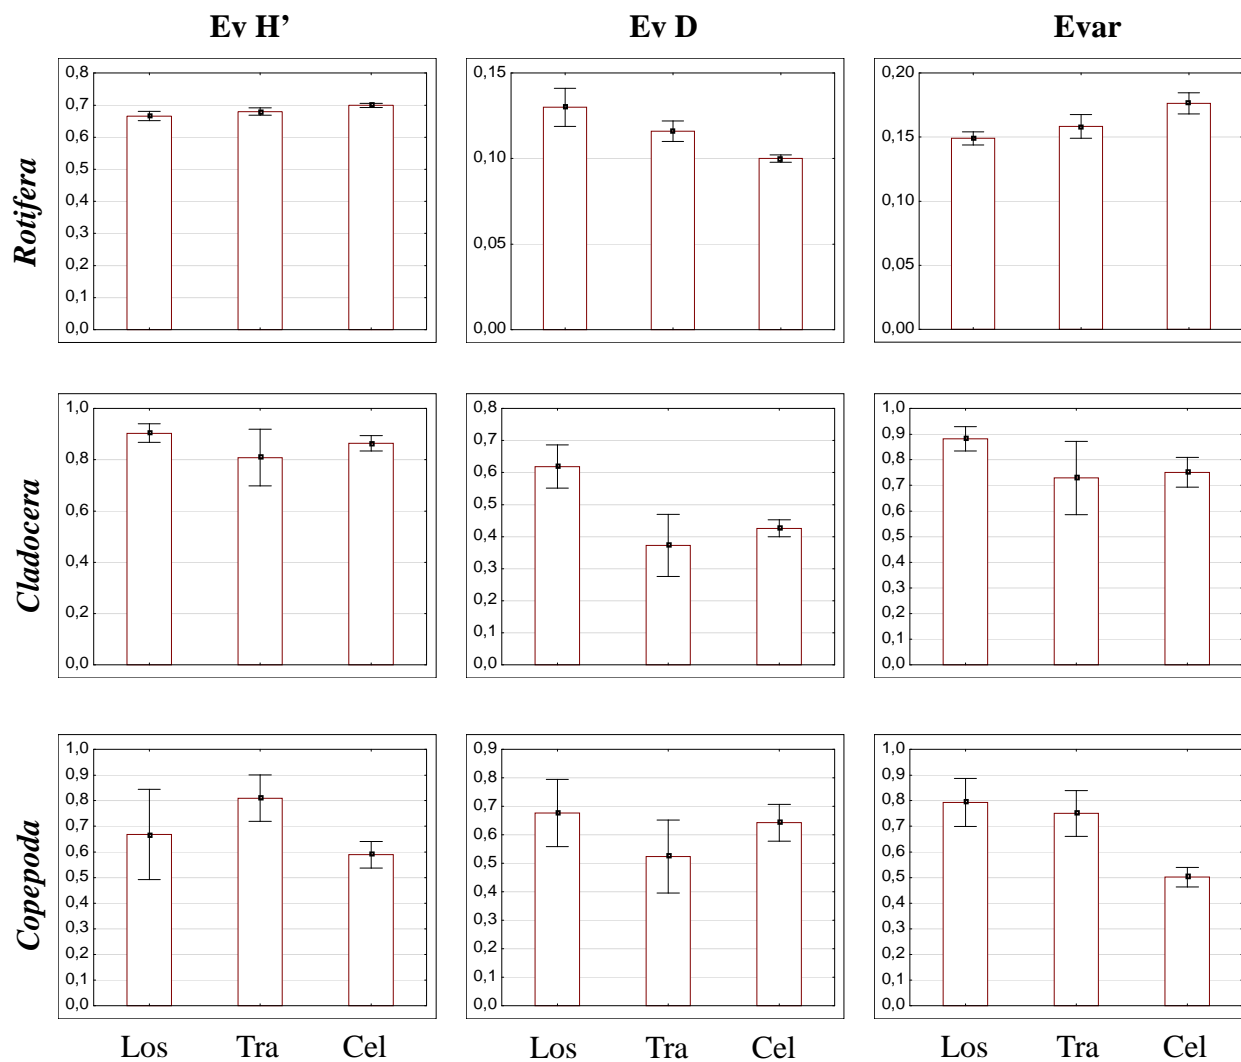 Ev H’ Ev D Evar
Rotifera
0,8 0,7 0,6 0,5 0,4 0,3 0,2 0,1 0,0
0,15 0,10 0,05 0,00
0,20 0,15 0,10 0,05 0,00
Cladocera
1,0 0,8 0,6 0,4 0,2 0,0
0,8 0,7 0,6 0,5 0,4 0,3 0,2 0,1 0,0
1,0 0,9 0,8 0,7 0,6 0,5 0,4 0,3 0,2 0,1 0,0
Copepoda
1,0 0,9 0,8 0,7 0,6 0,5 0,4 0,3 0,2 0,1 0,0
0,9 0,8 0,7 0,6 0,5 0,4 0,3 0,2 0,1 0,0
1,0 0,9 0,8 0,7 0,6 0,5 0,4 0,3 0,2 0,1 0,0
Los Tra Cel Los Tra Cel Los Tra Cel